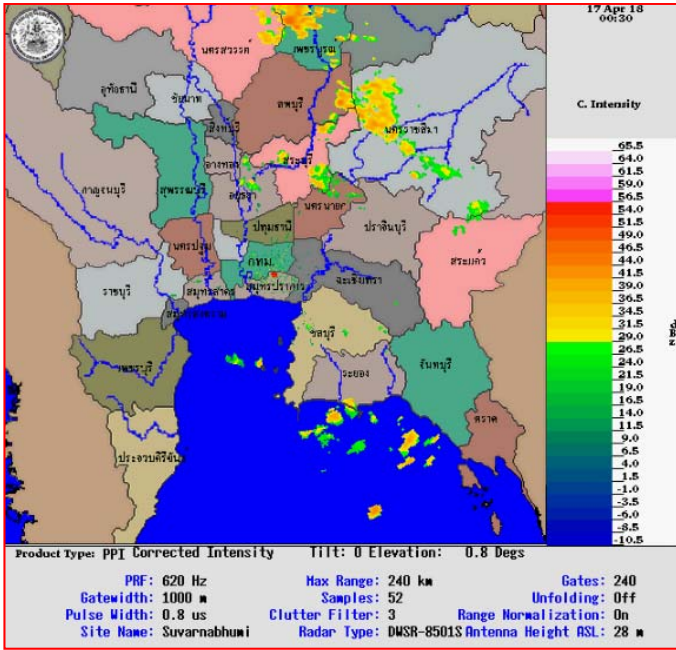 17 Apr 18
00:30
C. Intensity
65.5
64.0
61.5
59.0
56.5
54.0
51.5
49.0
46.5
44.0
41.5
39.0
36.5
34.0
31.5
29.0
26.5
24.0
21.5
19.0
16.5
14.0
11.5
9.0
6.5
4.0
1.5
-1.0
-3.5
-6.0
-8.5
-10.5
นครสวรรค์
เพชรบูรณ์
อุทัยธานี
ชัยนาท
ลพบุรี
สิงห์บุรี
นครราชสีมา
อ่างทอง
สระบุรี
กาญจนบุรี
สุพรรณบุรี
อยุธยา
นครนายก
ปทุมธานี
ปราจีนบุรี
นครปฐม
กทม.
สระแก้ว
ราชบุรี
สมุทรสาคร
สมุทรปราการ
ฉะเชิงเทรา
สมุทรสงคราม
ชลบุรี
เพชรบุรี
ระยอง
จันทบุรี
ตราด
ประจวบคีรีขันธ์
Product Type: PPI Corrected Intensity Tilt: 0 Elevation: 0.8 Degs
PRF: 620 Hz Max Range: 240 km Gates: 240
Gatewidth: 1000 m Samples: 52 Unfolding: Off
Pulse Width: 0.8 us Clutter Filter: 3 Range Normalization: On
Site Name: Suvarnabhumi Radar Type: DWSR-8501S Antenna Height ASL: 28 m